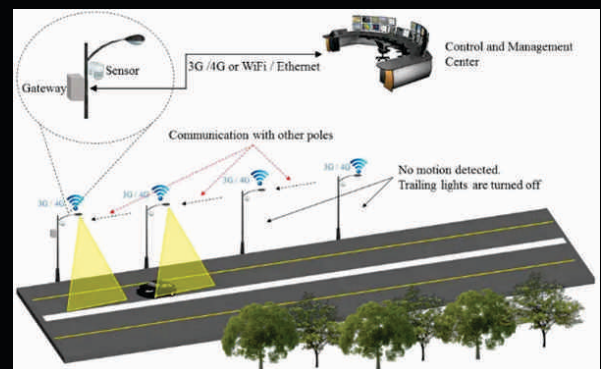 Control and Management
Center
Sensor
3G /4G or WiFi / Ethernet
Gateway
Communication with other poles
No motion detected.
Trailing lights are turned off
3G / 4G
3G / 4G
3G / 4G
3G / 4G